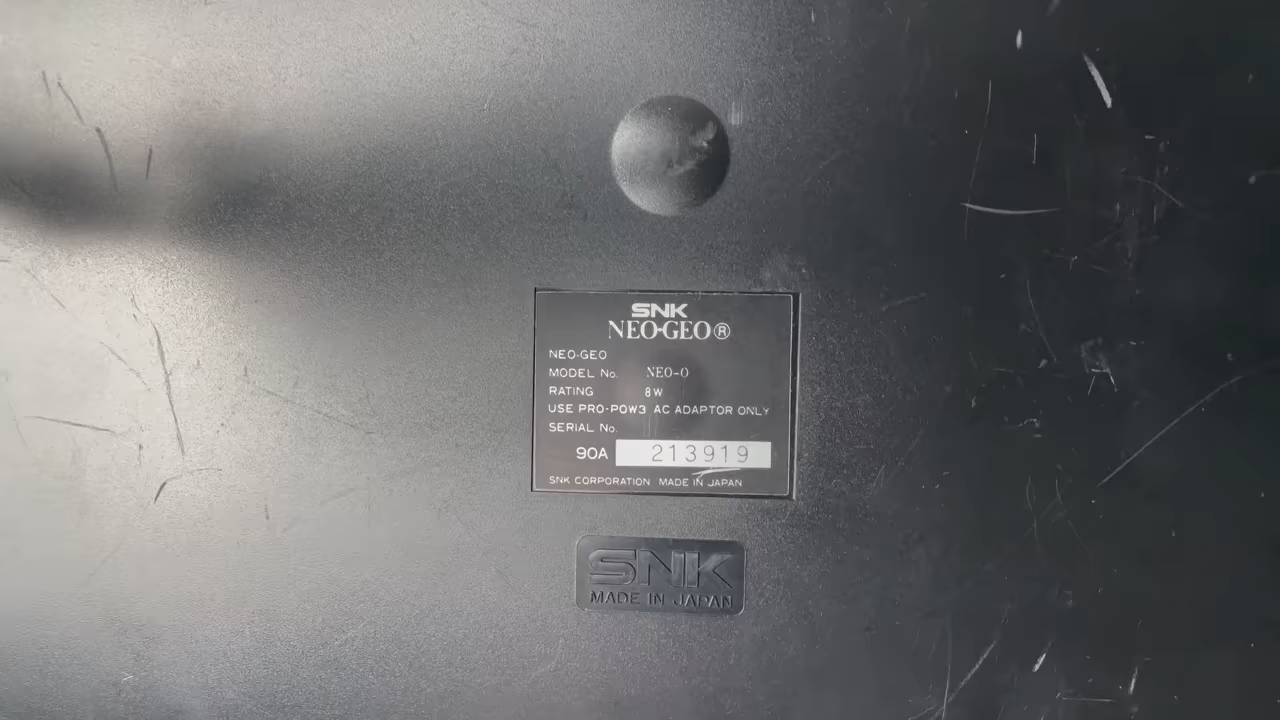 SNK
NEO·GEO®
NEO-GEO
MODEL No. NEO-0
RATING 8W
USE PRO-POW3 AC ADAPTOR ONLY
SERIAL No.
90A 213919
SNK CORPORATION MADE IN JAPAN
SNK
MADE IN JAPAN